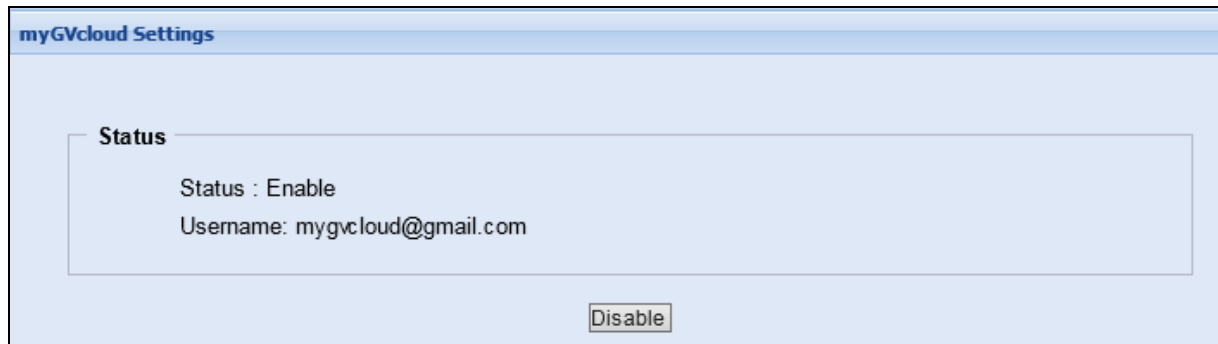 myGVcloud Settings
Status
Status : Enable
Username: mygvcloud@gmail.com
Disable